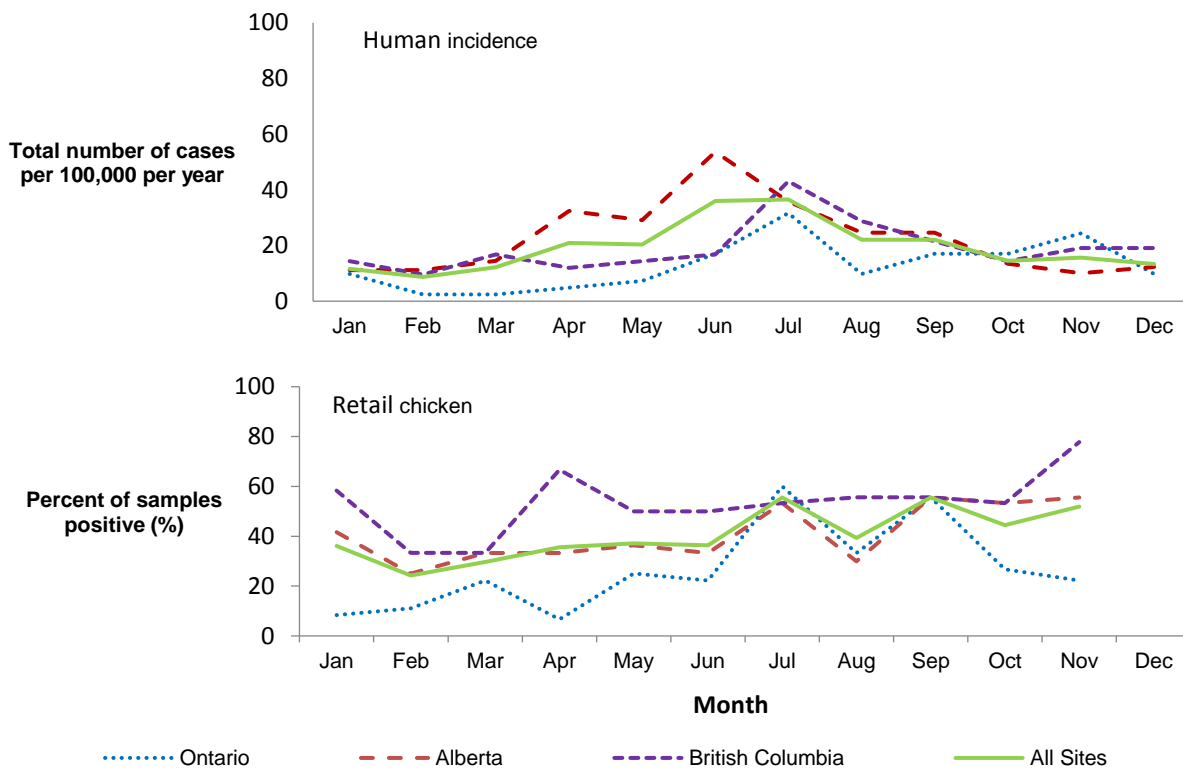 Human incidence
100
80
60
40
20
0
Total number of cases
per 100,000 per year
Jan Feb Mar Apr May Jun Jul Aug Sep Oct Nov Dec
Retail chicken
100
80
60
40
20
0
Percent of samples
positive (%)
Jan Feb Mar Apr May Jun Jul Aug Sep Oct Nov Dec
Month
Ontario Alberta British Columbia All Sites